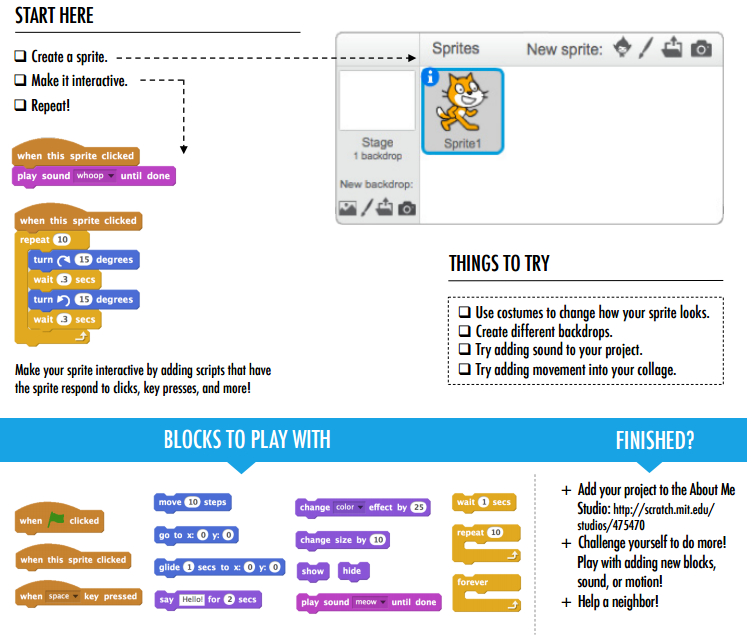 START HERE
Create a sprite.
Make it interactive.
Repeat!
when this sprite clicked
play sound whoop until done
when this sprite clicked
repeat 10
turn 15 degrees
wait .3 secs
turn 15 degrees
wait .3 secs
Make your sprite interactive by adding scripts that have
the sprite respond to clicks, key presses, and more!
Sprites New sprite:
i
Sprite1
Stage
1 backdrop
New backdrop:
THINGS TO TRY
Use costumes to change how your sprite looks.
Create different backdrops.
Try adding sound to your project.
Try adding movement into your collage.
BLOCKS TO PLAY WITH
when clicked
when this sprite clicked
when space key pressed
move 10 steps
go to x: 0 y: 0
glide 1 secs to x: 0 y: 0
say Hello! for 2 secs
change color effect by 25
change size by 10
show hide
play sound meow until done
wait 1 secs
repeat 10
forever
FINISHED?
+ Add your project to the About Me
Studio: http://scratch.mit.edu/
studios/475470
+ Challenge yourself to do more!
Play with adding new blocks,
sound, or motion!
+ Help a neighbor!